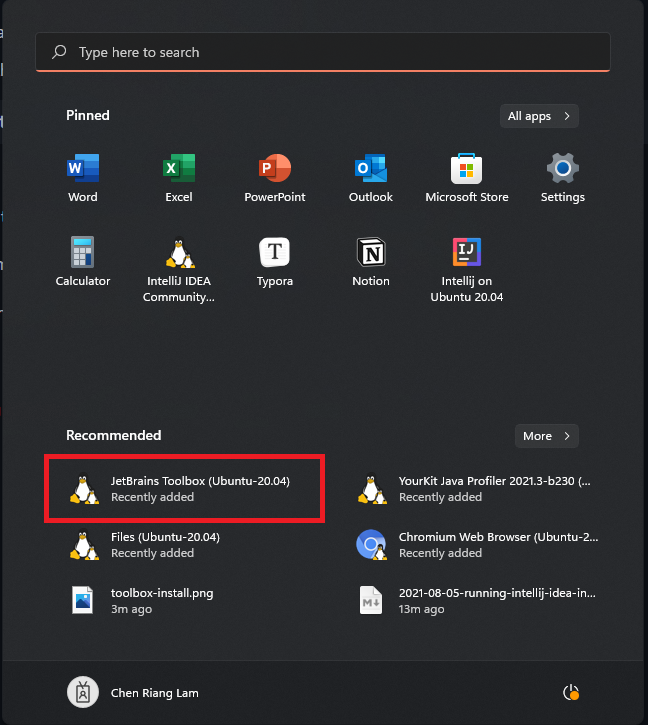 Type here to search
Pinned
All apps
Word
Excel
PowerPoint
Outlook
Microsoft Store
Settings
Calculator
IntelliJ IDEA
Community...
Typora
Notion
Intellij on
Ubuntu 20.04
Recommended
More
JetBrains Toolbox (Ubuntu-20.04)
Recently added
YourKit Java Profiler 2021.3-b230 (...
Recently added
Files (Ubuntu-20.04)
Recently added
Chromium Web Browser (Ubuntu-2...
Recently added
toolbox-install.png
3m ago
2021-08-05-running-intellij-idea-in...
13m ago
Chen Riang Lam